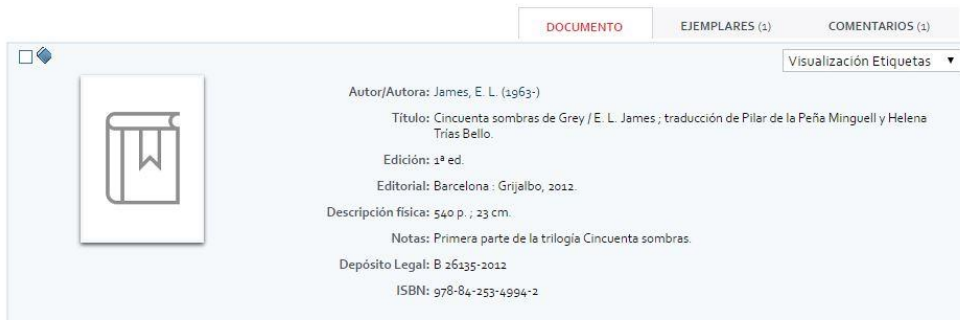 DOCUMENTO EJEMPLARES (1) COMENTARIOS (1)
Visualización Etiquetas
Autor/Autora: James, E. L. (1963-)
Título: Cincuenta sombras de Grey / E. L. James ; traducción de Pilar de la Peña Minguell y Helena
Trías Bello.
Edición: 1ª ed.
Editorial: Barcelona : Grijalbo, 2012.
Descripción física: 540 p. ; 23 cm.
Notas: Primera parte de la trilogía Cincuenta sombras.
Depósito Legal: B 26135-2012
ISBN: 978-84-253-4994-2